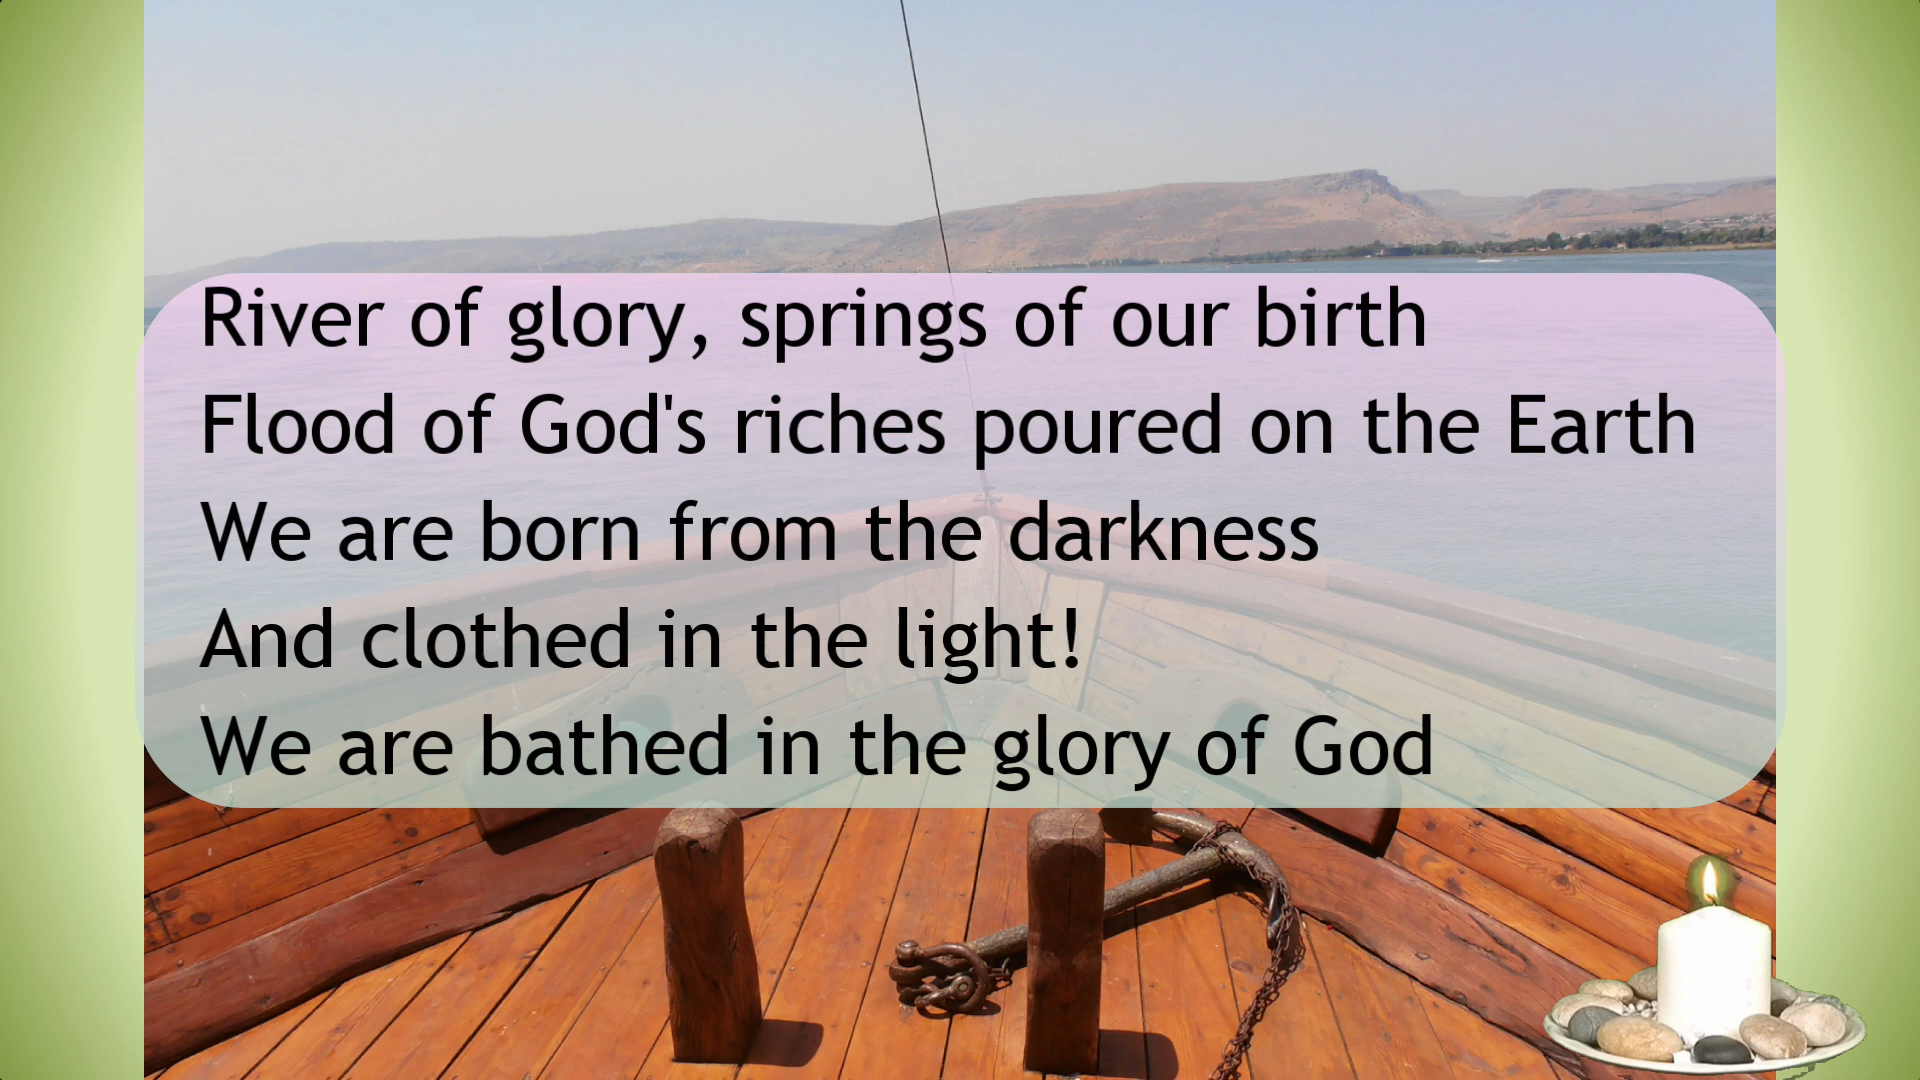 River of glory, springs of our birth
Flood of God's riches poured on the Earth
We are born from the darkness
And clothed in the light!
We are bathed in the glory of God